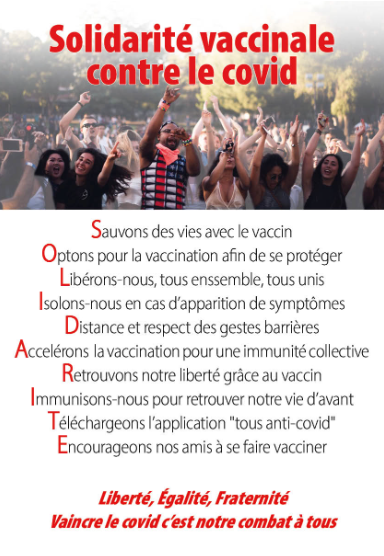 Solidarité vaccinale
contre le covid
Sauvons des vies avec le vaccin
Optons pour la vaccination afin de se protéger
Libérons-nous, tous enssemble, tous unis
Isolons-nous en cas d'apparition de symptômes
Distance et respect des gestes barrières
Accelérons la vaccination pour une immunité collective
Retrouvons notre liberté grâce au vaccin
Immunisons-nous pour retrouver notre vie d'avant
Téléchargeons l'application "tous anti-covid"
Encourageons nos amis à se faire vacciner
Liberté, Égalité, Fraternité
Vaincre le covid c'est notre combat à tous